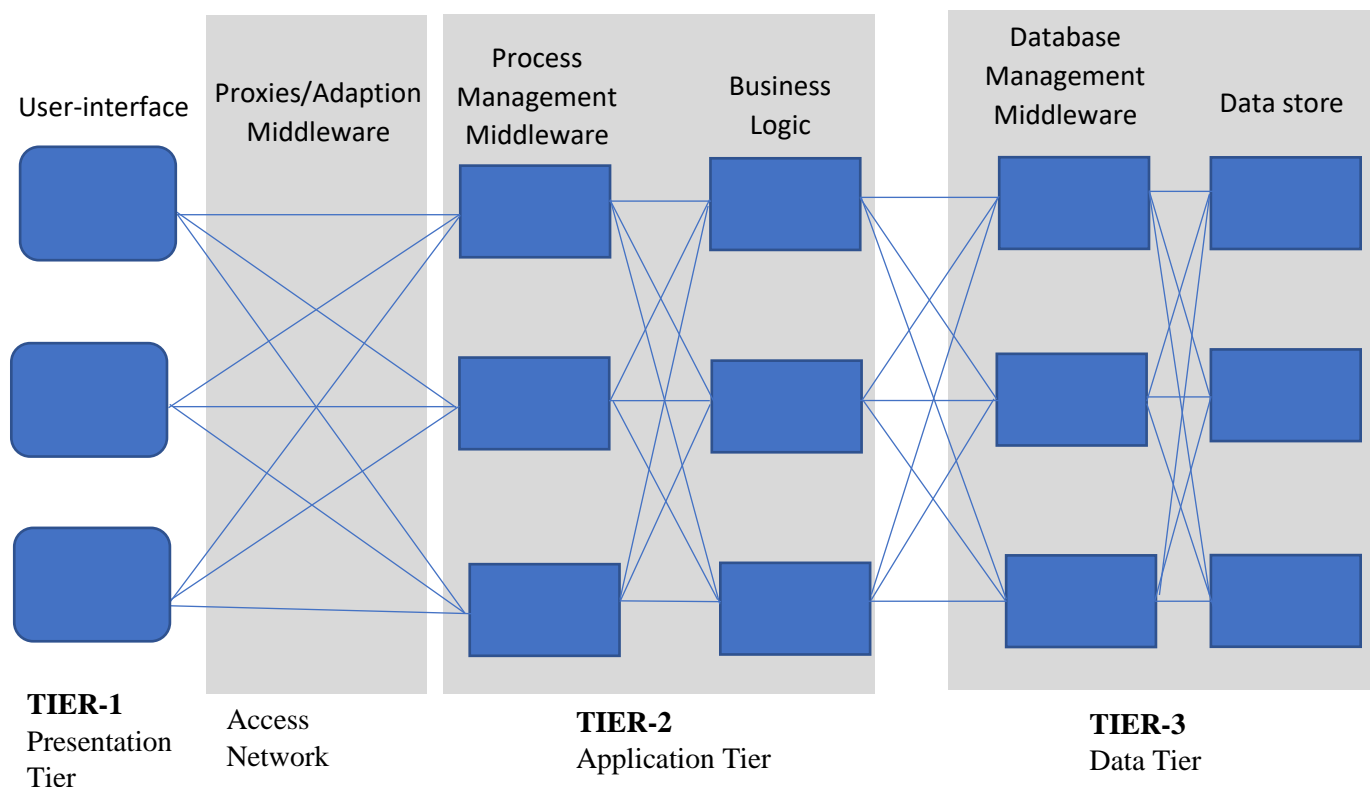 User-interface
Proxies/Adaption
Middleware
Process
Management
Middleware
Business
Logic
Database
Management
Middleware
Data store
TIER-1
Presentation
Tier
Access
Network
TIER-2
Application Tier
TIER-3
Data Tier